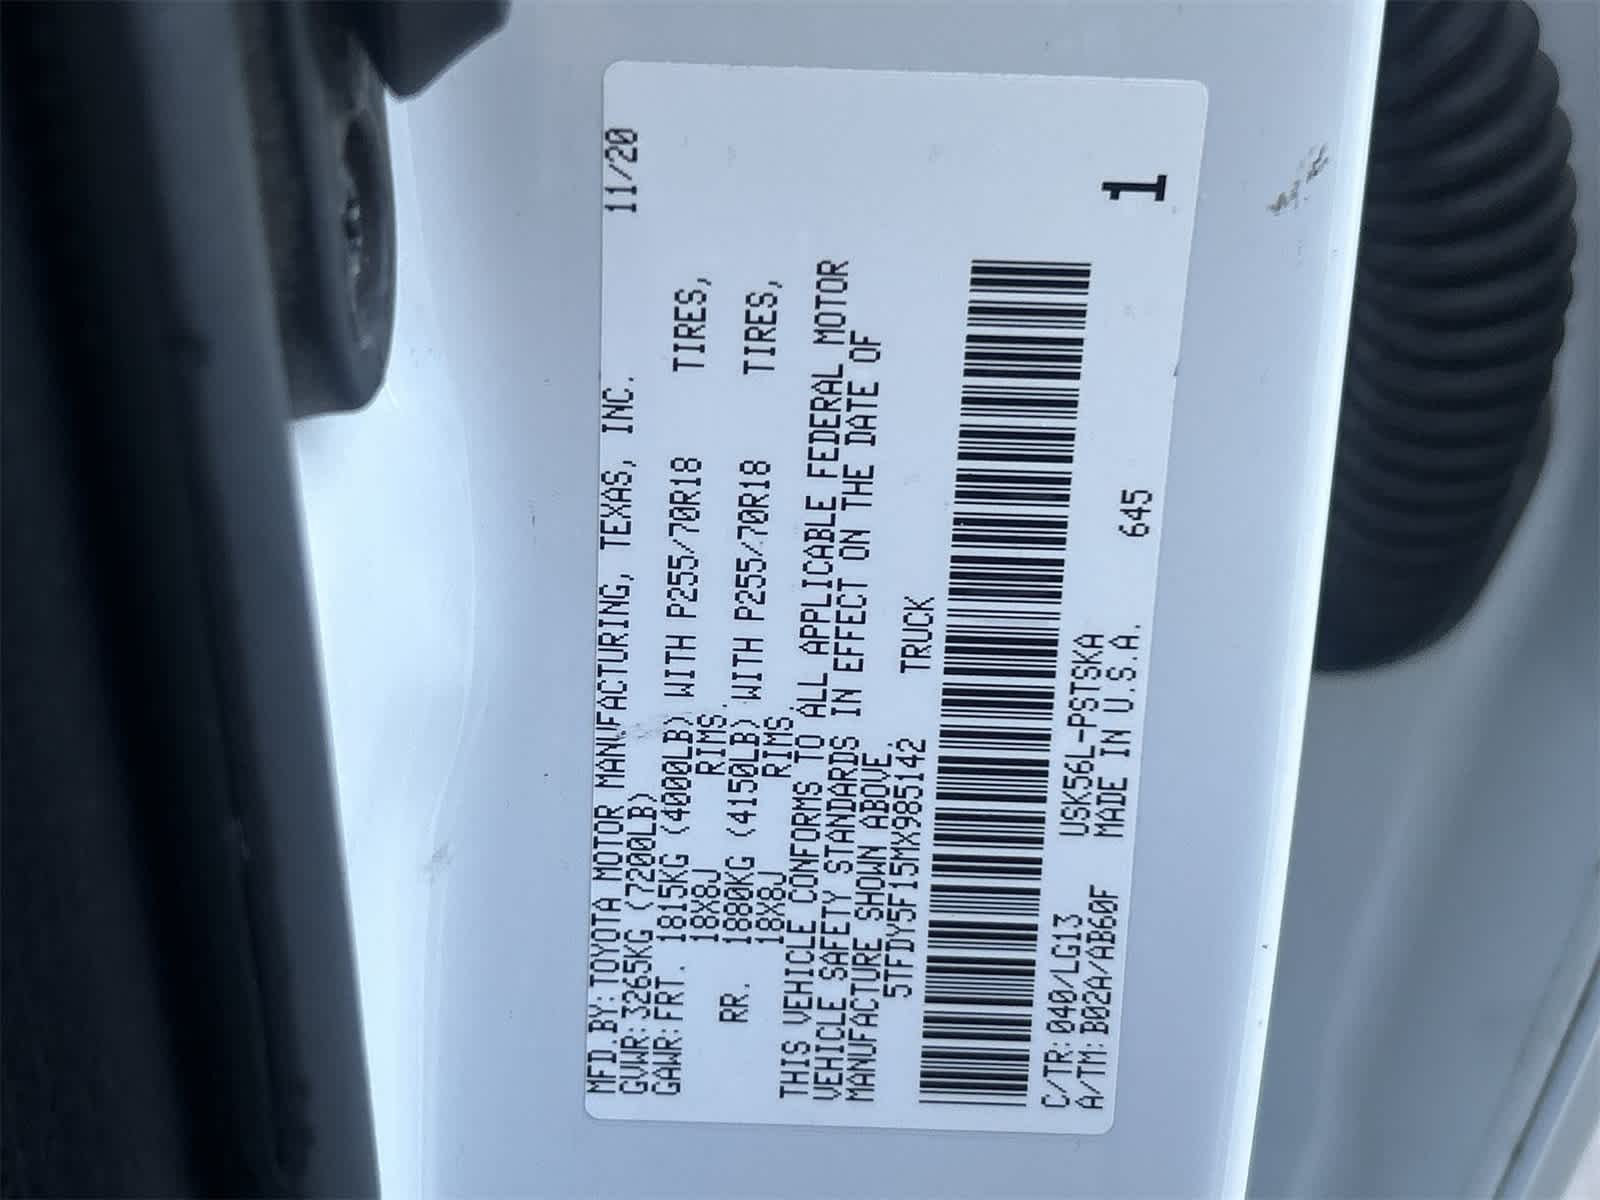 MFD.BY:TOYOTA MOTOR MANUFACTURING, TEXAS, INC. 11/20
GVWR:3265KG (7200LB)
GAWR:FRT. 1815KG (4000LB) WITH P255/70R18 TIRES,
18X8J RIMS,
RR. 1880KG (4150LB) WITH P255/70R18 TIRES,
18X8J RIMS.
THIS VEHICLE CONFORMS TO ALL APPLICABLE FEDERAL MOTOR
VEHICLE SAFETY STANDARDS IN EFFECT ON THE DATE OF
MANUFACTURE SHOWN ABOVE.
5TFDY5F15MX985142 TRUCK
1
C/TR:040/LG13 USK56L-PSTSKA
A/TM:B02A/AB60F MADE IN U.S.A. 645